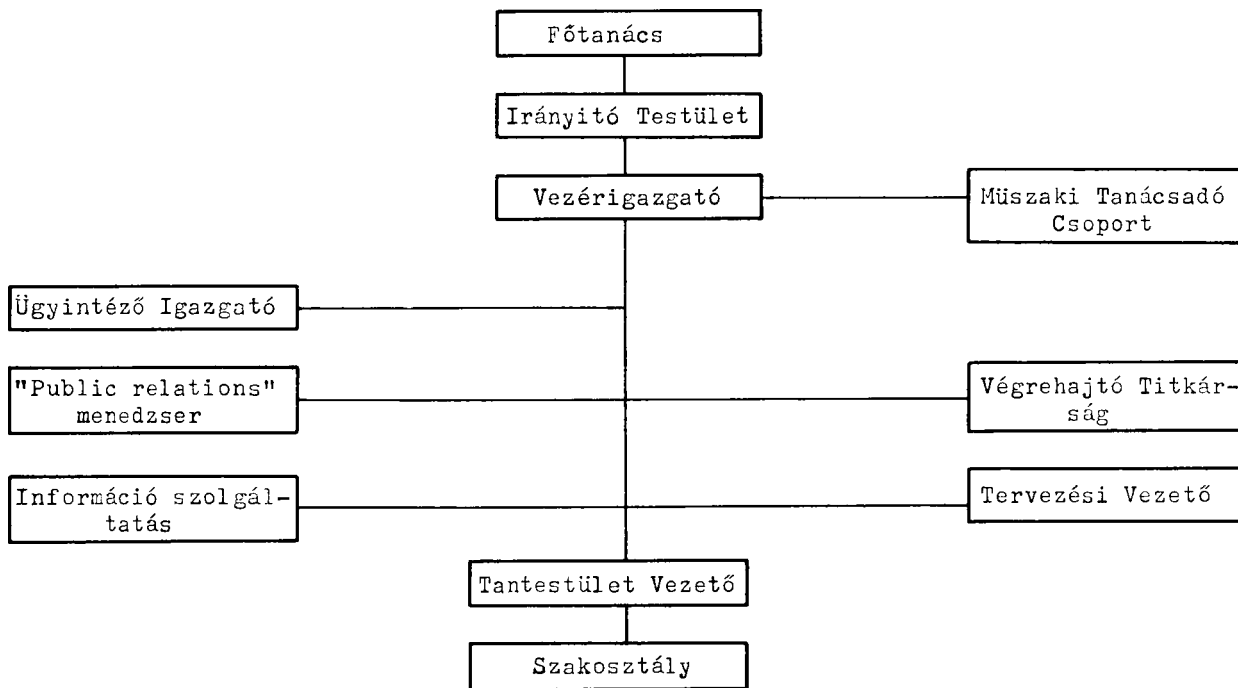 Főtanács
Irányitó Testület
Vezérigazgató
Müszaki Tanácsadó
Csoport
Ügyintéző Igazgató
"Public relations"
menedzser
Végrehajtó Titkár-
ság
Információ szolgál-
tatás
Tervezési Vezető
Tantestület Vezető
Szakosztály